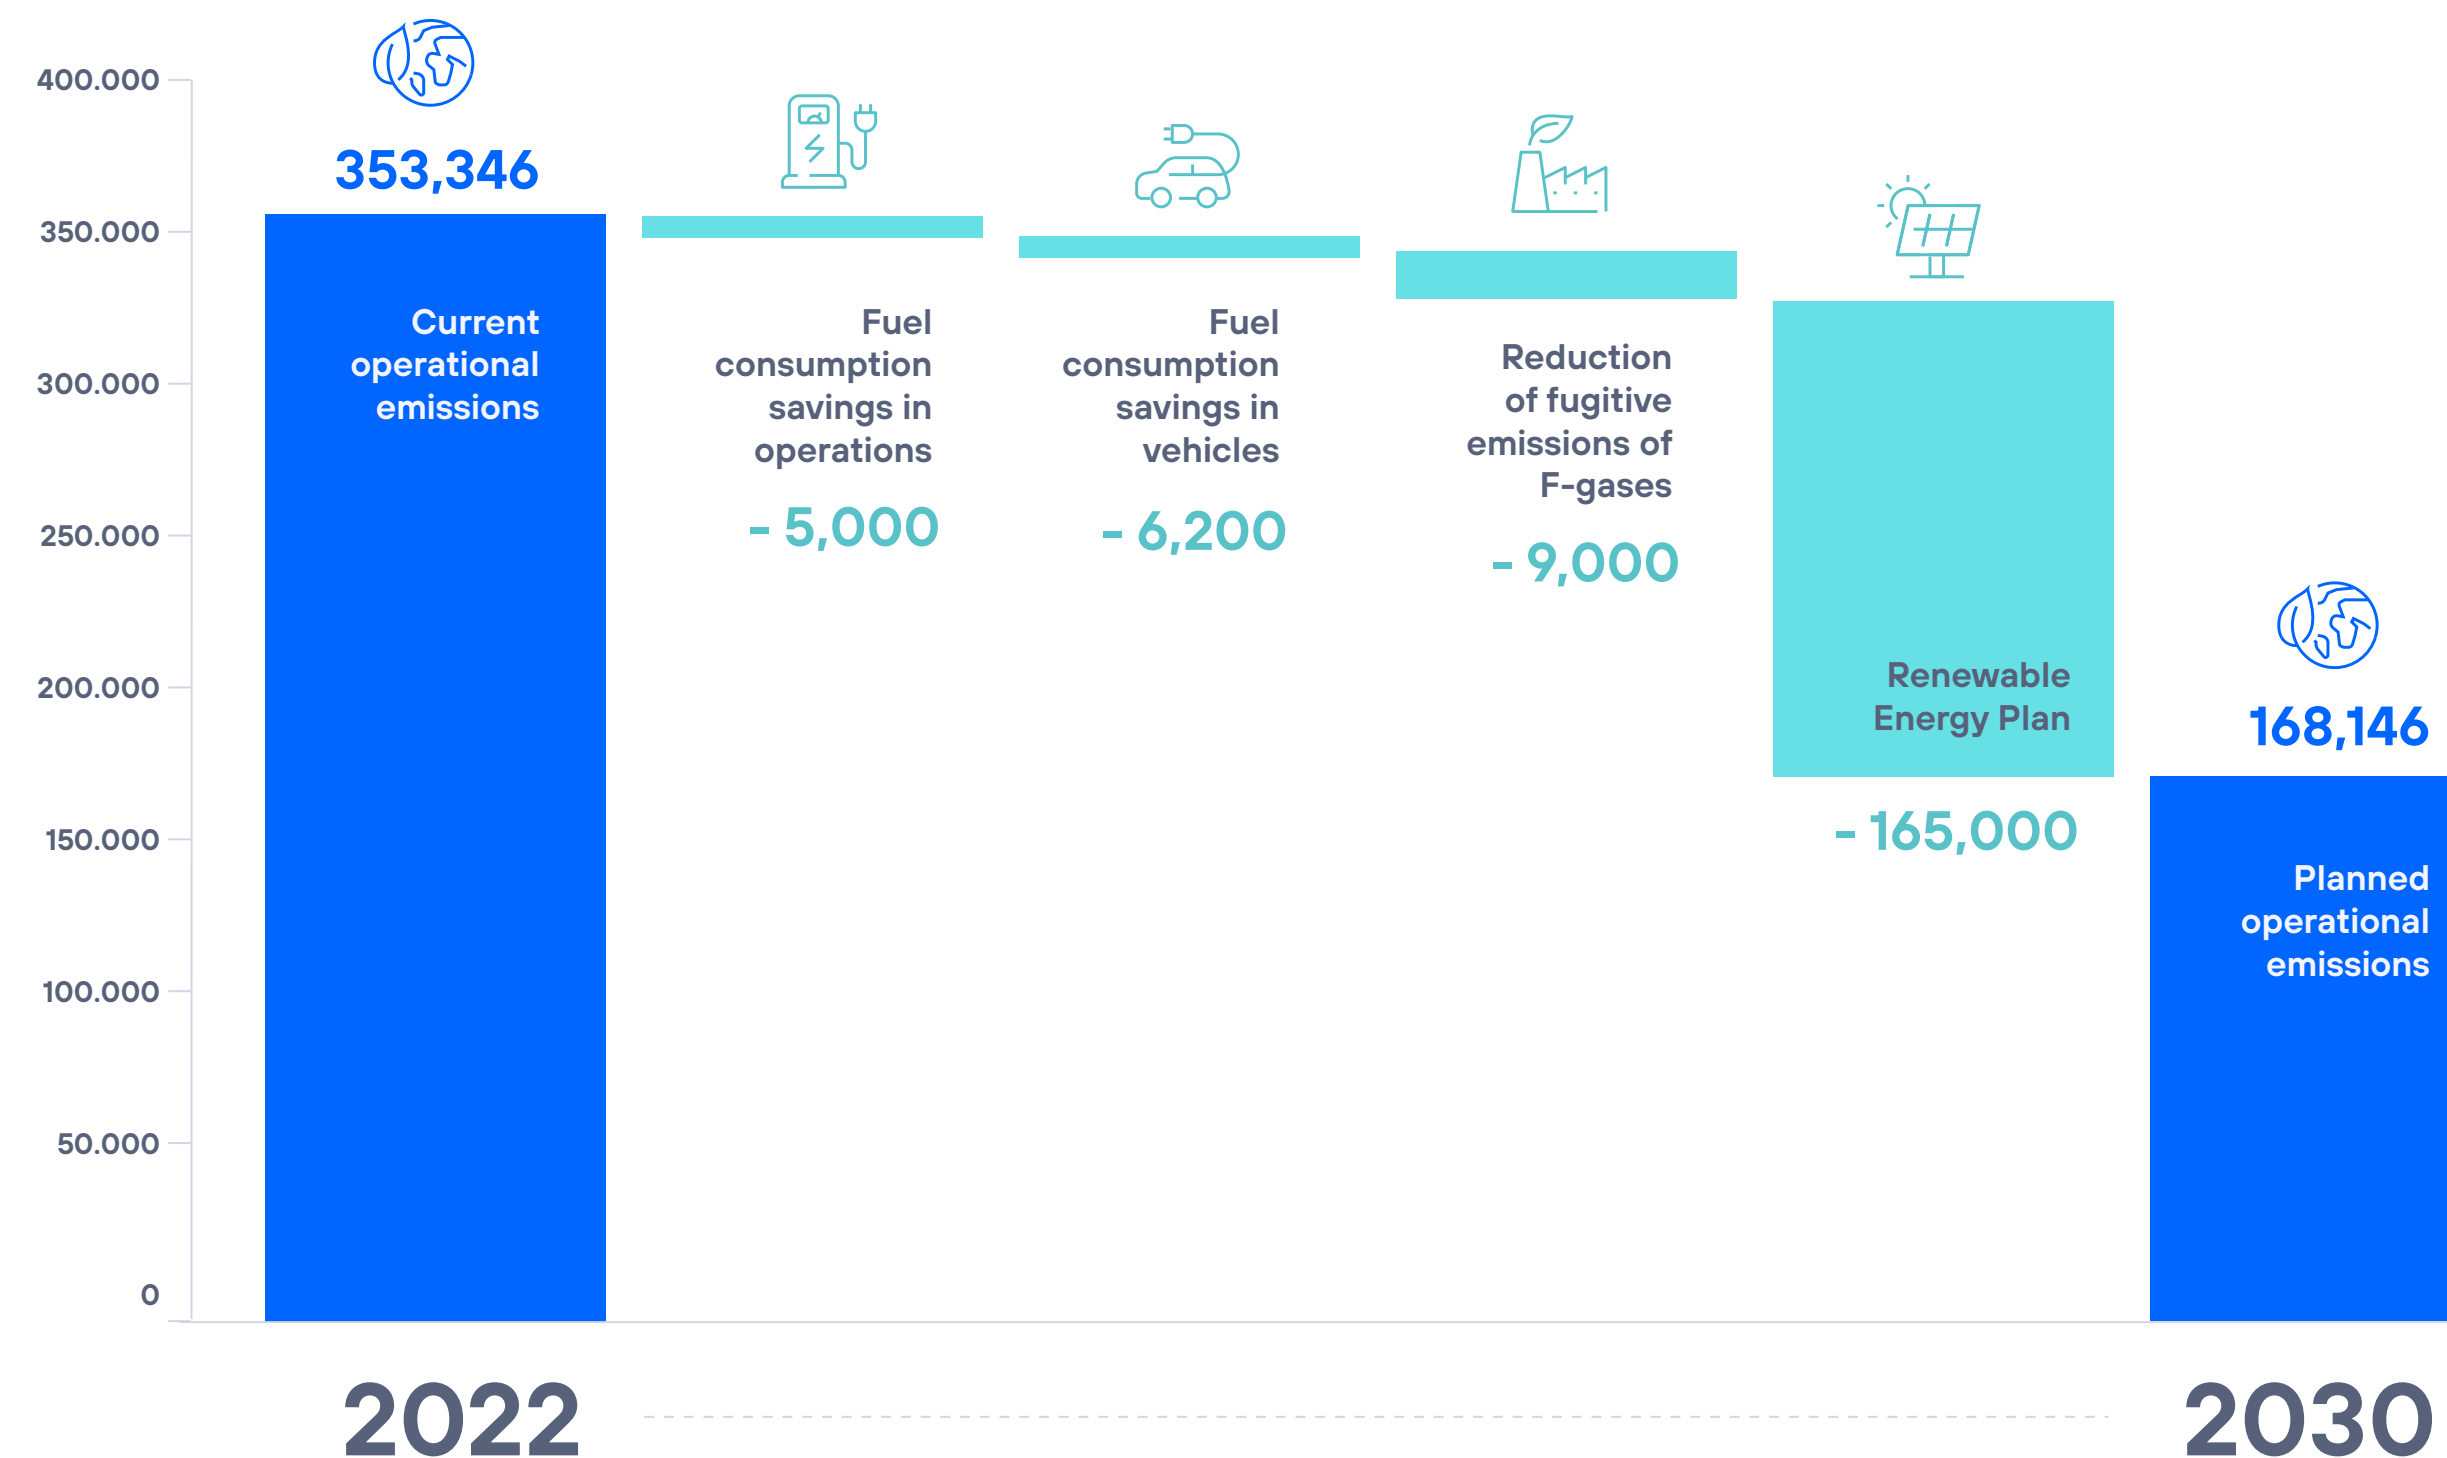 400.000
350.000
300.000
250.000
200.000
150.000
100.000
50.000
0
353,346
Current
operational
emissions
Fuel
consumption
savings in
operations
- 5,000
Fuel
consumption
savings in
vehicles
- 6,200
Reduction
of fugitive
emissions of
F-gases
- 9,000
Renewable
Energy Plan
- 165,000
168,146
Planned
operational
emissions
2022
2030